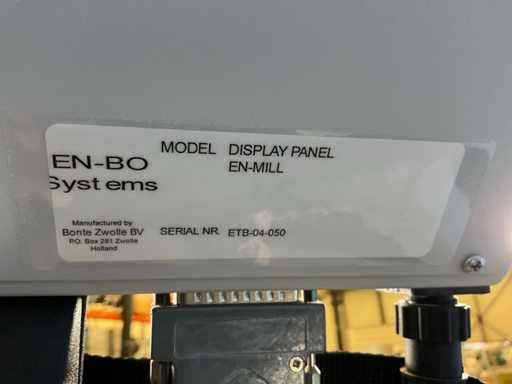 EN-BO
Syst ems
MODEL DISPLAY PANEL
EN-MILL
Manufactured by
Bonte Zwolle BV
P.O. Box 281 Zwolle
Holland
SERIAL NR. ETB-04-050